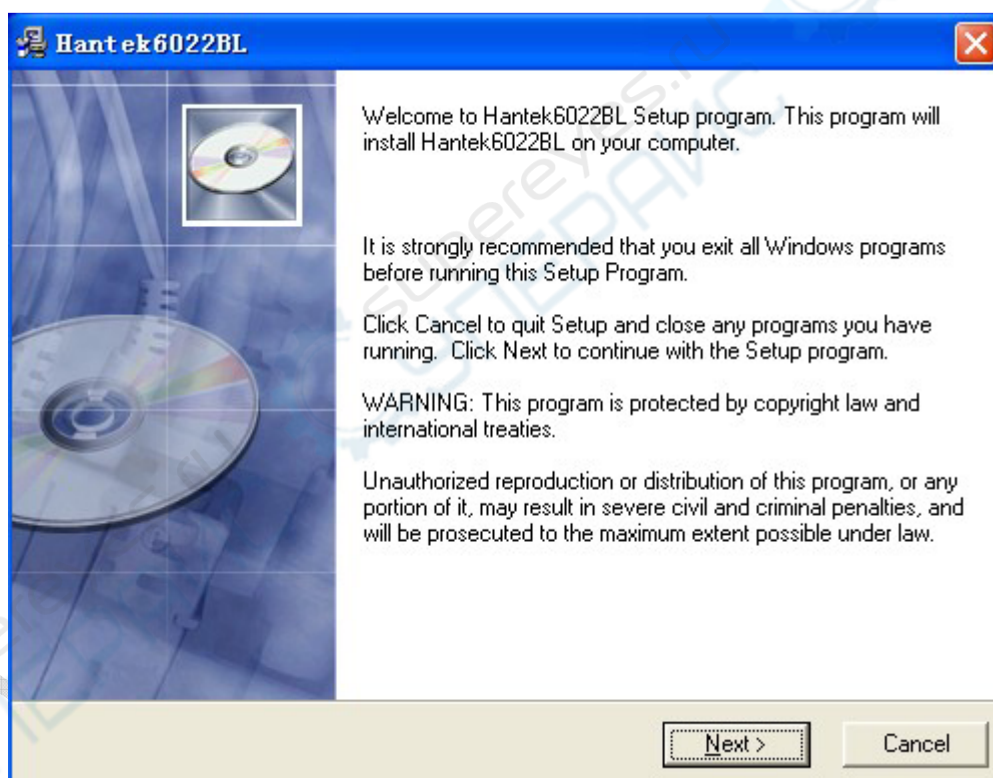 Hantek6022BL
Welcome to Hantek6022BL Setup program. This program will
install Hantek6022BL on your computer.
It is strongly recommended that you exit all Windows programs
before running this Setup Program.
Click Cancel to quit Setup and close any programs you have
running. Click Next to continue with the Setup program.
WARNING: This program is protected by copyright law and
international treaties.
Unauthorized reproduction or distribution of this program, or any
portion of it, may result in severe civil and criminal penalties, and
will be prosecuted to the maximum extent possible under law.
supereyes.ru
СУПЕРАЙС
Next >
Cancel